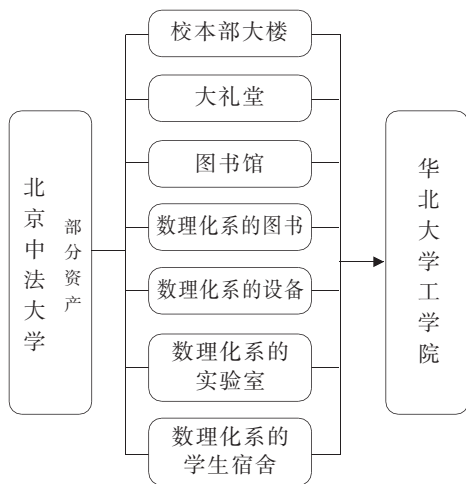 北京中法大学
部分资产
校本部大楼
大礼堂
图书馆
数理化系的图书
数理化系的设备
数理化系的
实验室
数理化系的
学生宿舍
华北大学工学院